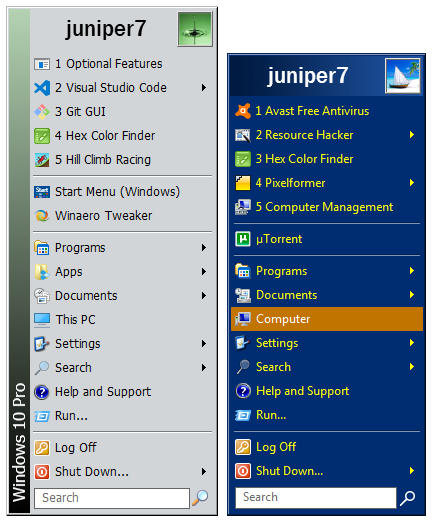 juniper7
1 Optional Features
2 Visual Studio Code
3 Git GUI
4 Hex Color Finder
5 Hill Climb Racing
Start Menu (Windows)
Winaero Tweaker
Programs
Apps
Documents
This PC
Settings
Search
Help and Support
Run...
Log Off
Shut Down...
Search
Windows 10 Pro
juniper7
1 Avast Free Antivirus
2 Resource Hacker
3 Hex Color Finder
4 Pixelformer
5 Computer Management
µTorrent
Programs
Documents
Computer
Settings
Search
Help and Support
Run...
Log Off
Shut Down...
Search